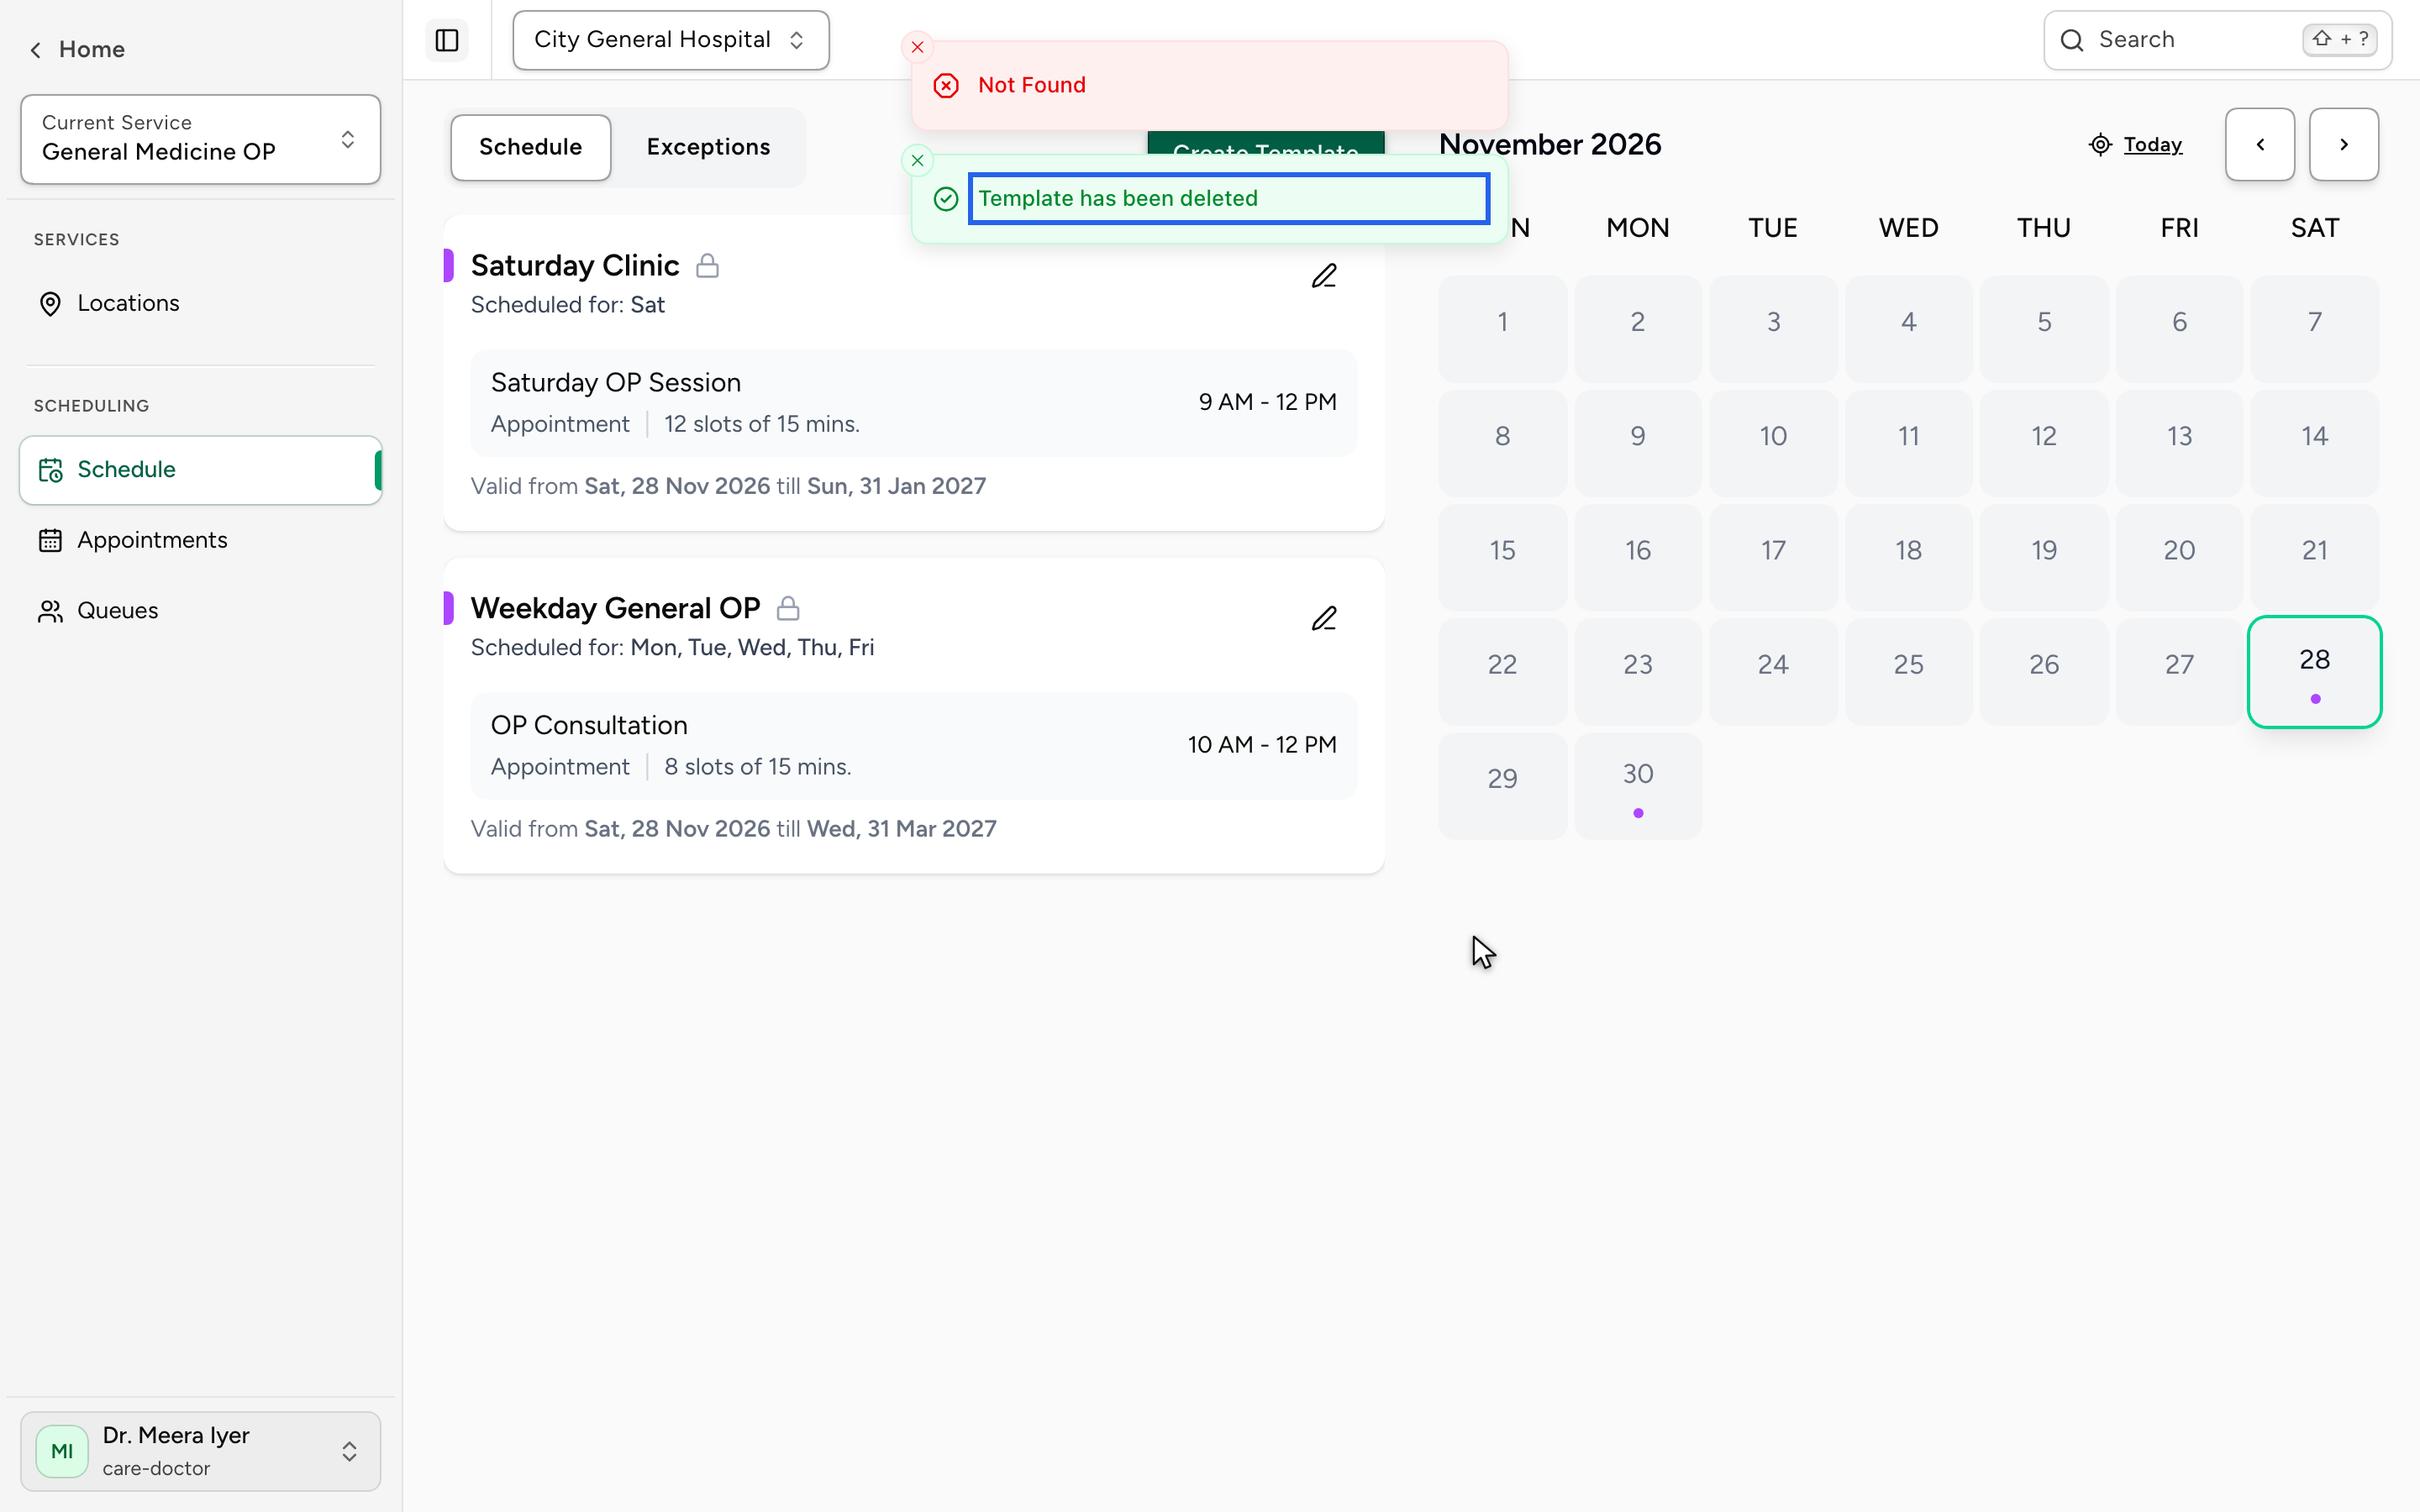 Home
Current Service
General Medicine OP
SERVICES
Locations
SCHEDULING
Schedule
Appointments
Queues
Dr. Meera Iyer
MI
care-doctor
City General Hospital
Search
+ ?
Not Found
Template has been deleted
Schedule
Exceptions
Create Template
Saturday Clinic
Scheduled for: Sat
Saturday OP Session
Appointment
12 slots of 15 mins.
9 AM - 12 PM
Valid from Sat, 28 Nov 2026 till Sun, 31 Jan 2027
Weekday General OP
Scheduled for: Mon, Tue, Wed, Thu, Fri
OP Consultation
Appointment
8 slots of 15 mins.
10 AM - 12 PM
Valid from Sat, 28 Nov 2026 till Wed, 31 Mar 2027
November 2026
Today
N MON TUE WED THU FRI SAT
1 2 3 4 5 6 7
8 9 10 11 12 13 14
15 16 17 18 19 20 21
22 23 24 25 26 27 28
29 30